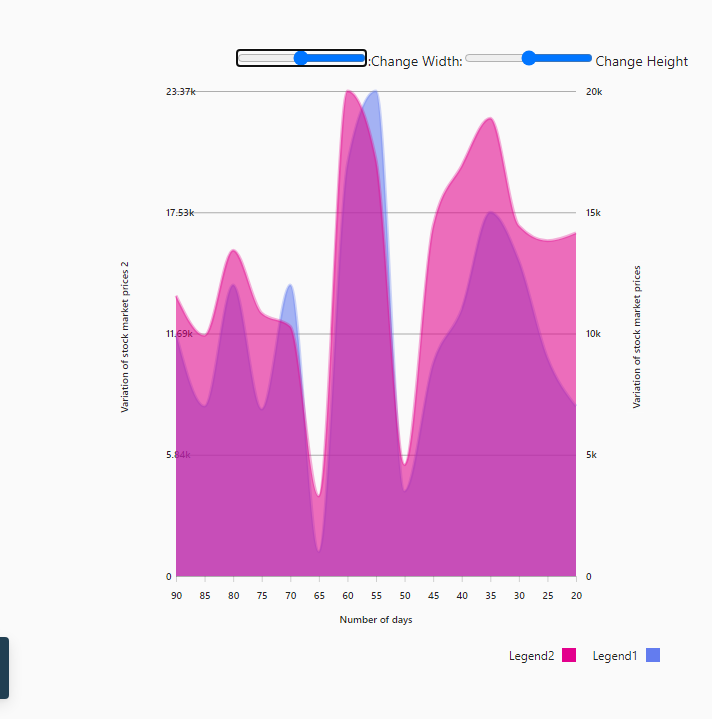 :Change Width: Change Height
23.37k 20k
17.53k 15k
Variation of stock market prices 2
Variation of stock market prices
11.69k 10k
5.84k 5k
0 0
90 85 80 75 70 65 60 55 50 45 40 35 30 25 20
Number of days
Legend2 Legend1